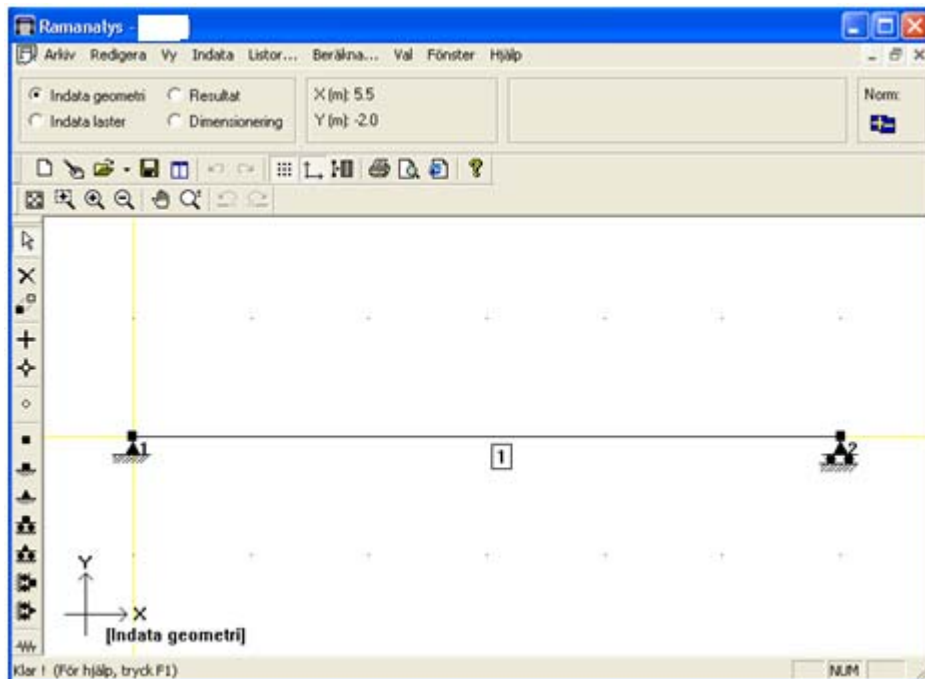 Ramanalys -
Arkiv Redigera Vy Indata Listor... Beräkna... Val Fönster Hjälp
Indata geometri Resultat
Indata laster Dimensionering
X (m): 5.5
Y (m): -2.0
Norm:
1
2
1
Y
X
[Indata geometri]
Klar ! (För hjälp, tryck F1)
NUM